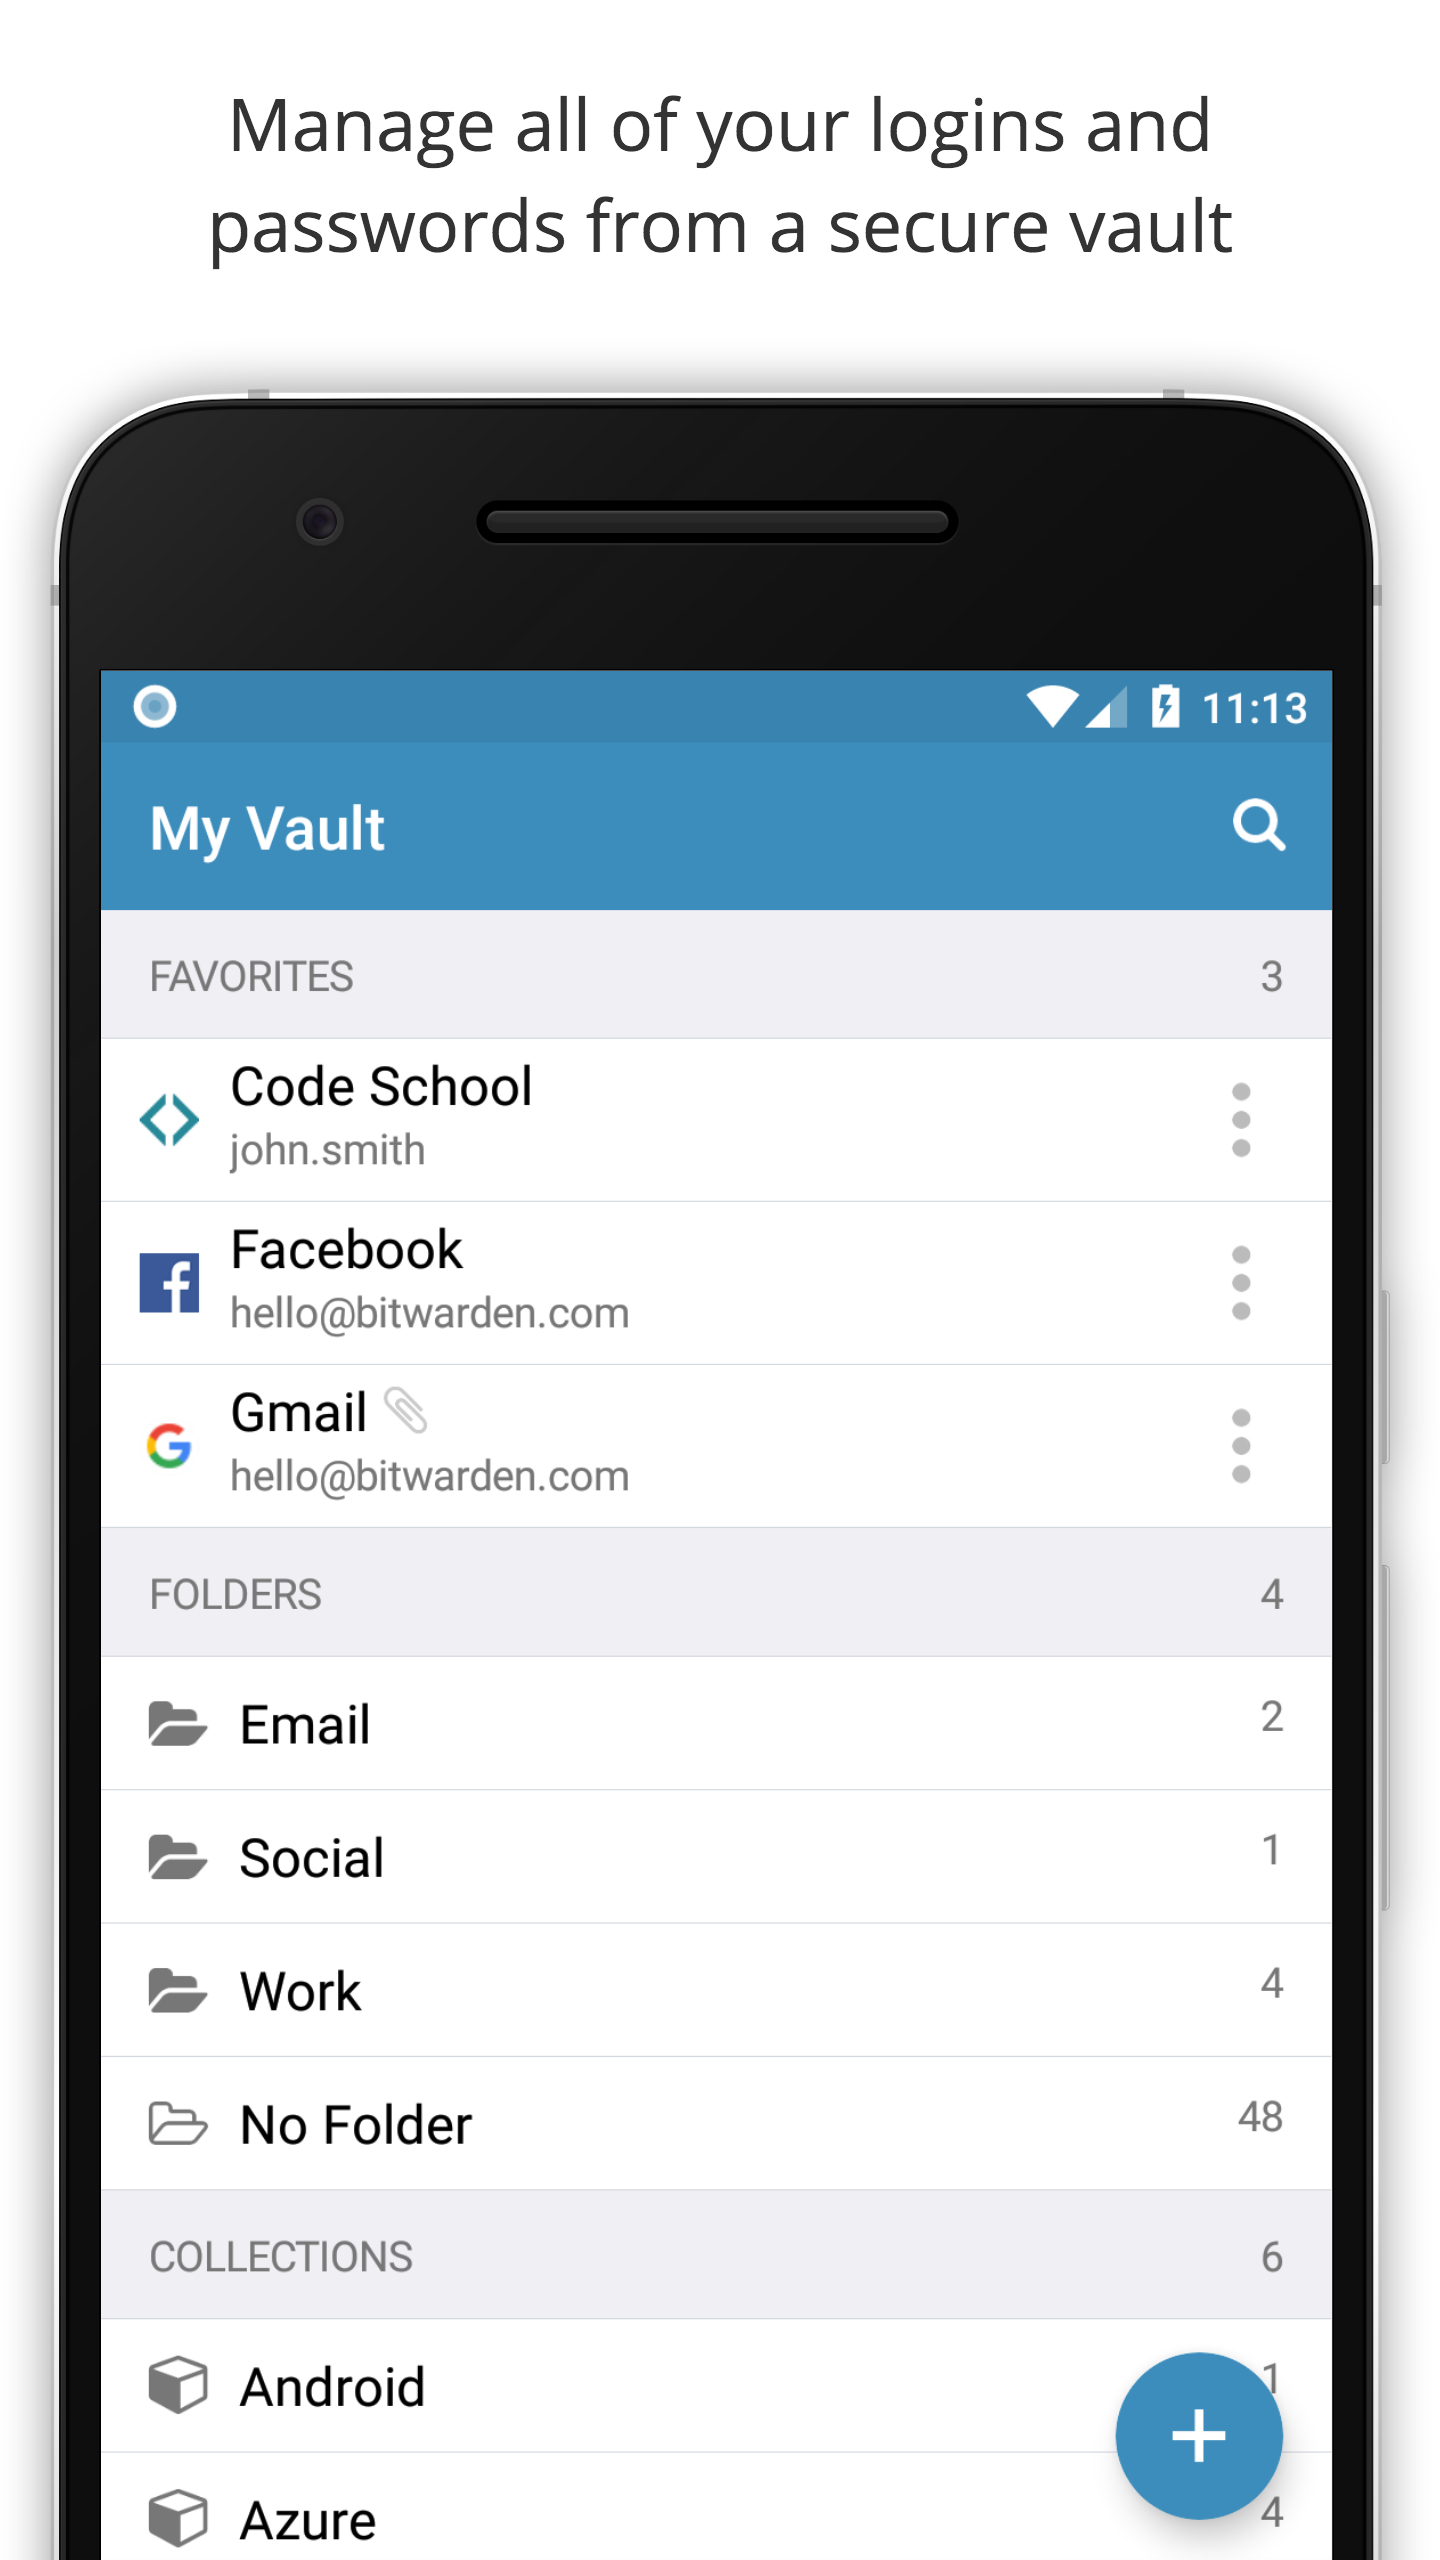 Manage all of your logins and
passwords from a secure vault
11:13
My Vault
FAVORITES 3
Code School
john.smith
Facebook
hello@bitwarden.com
Gmail
hello@bitwarden.com
FOLDERS 4
Email 2
Social 1
Work 4
No Folder 48
COLLECTIONS 6
Android 1
Azure 4